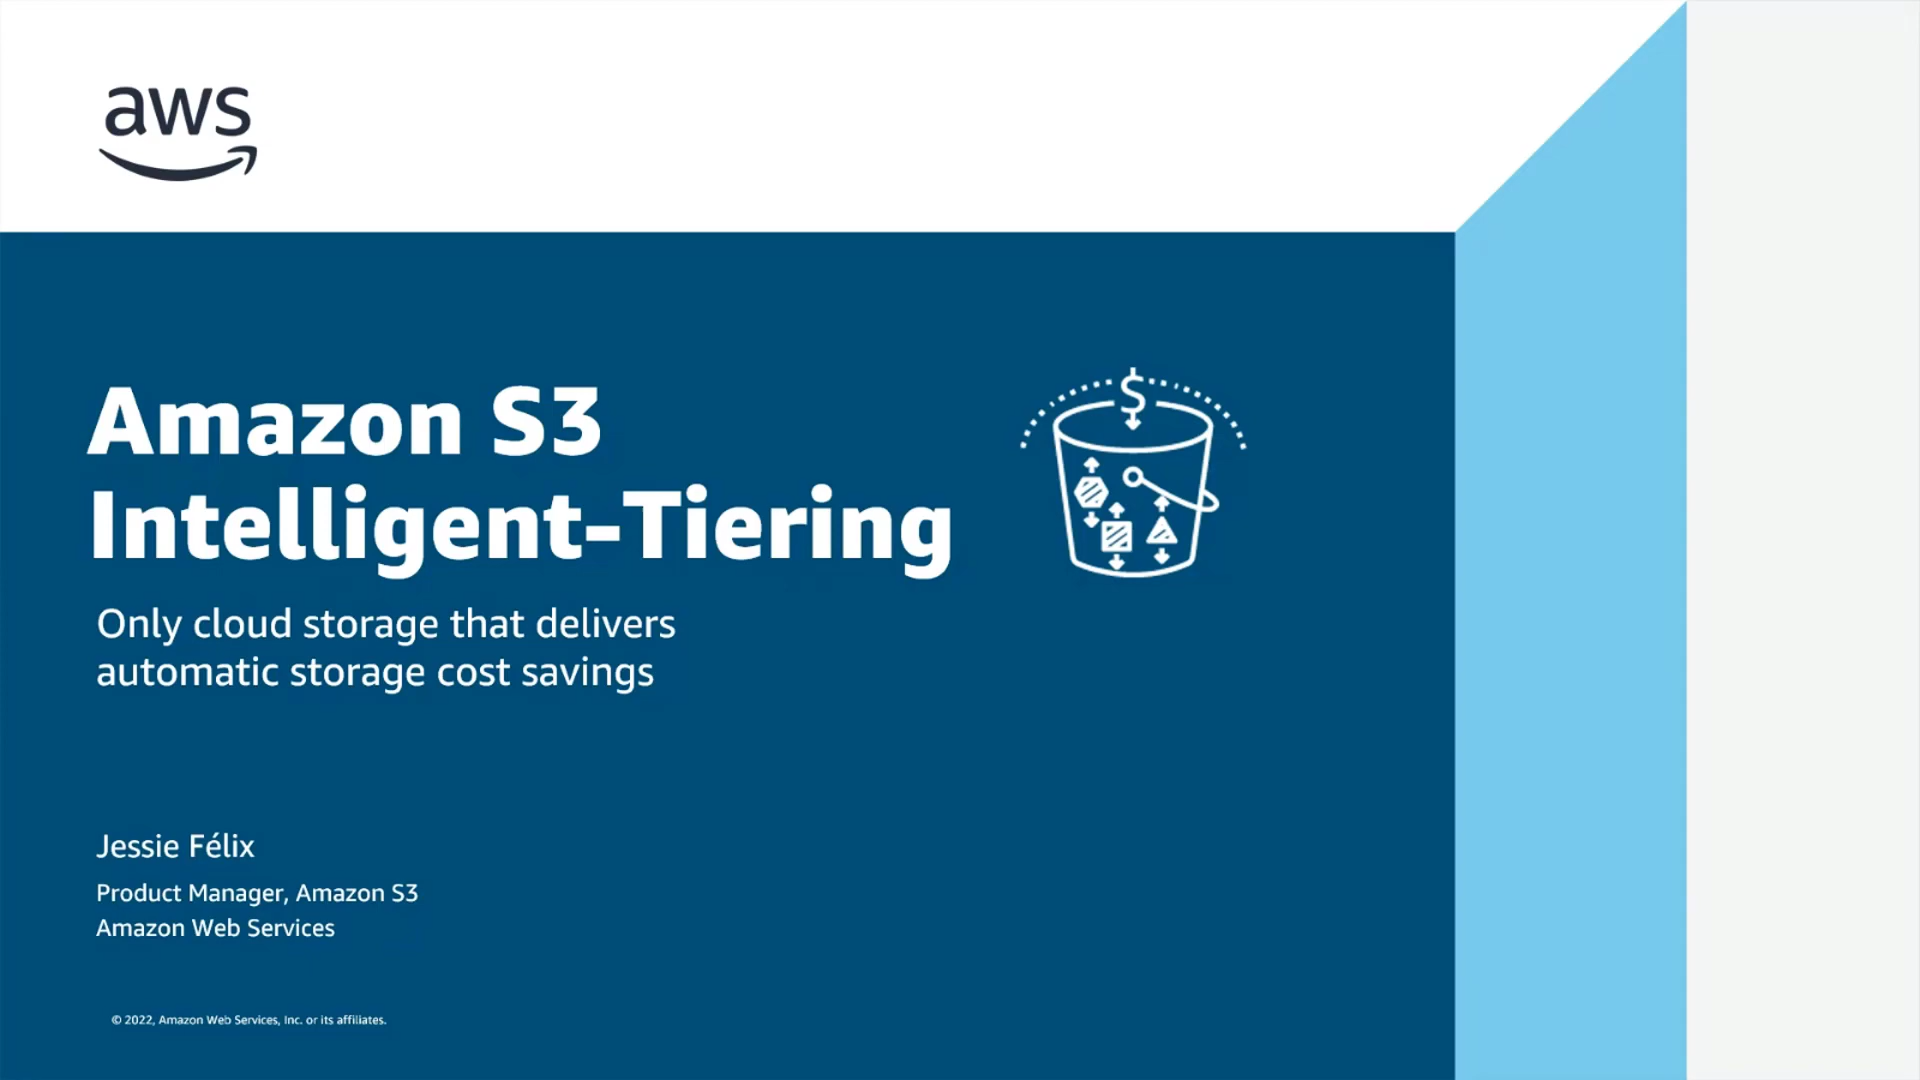 aws
Amazon S3
Intelligent-Tiering
Only cloud storage that delivers
automatic storage cost savings
Jessie Félix
Product Manager, Amazon S3
Amazon Web Services
© 2022, Amazon Web Services, Inc. or its affiliates.